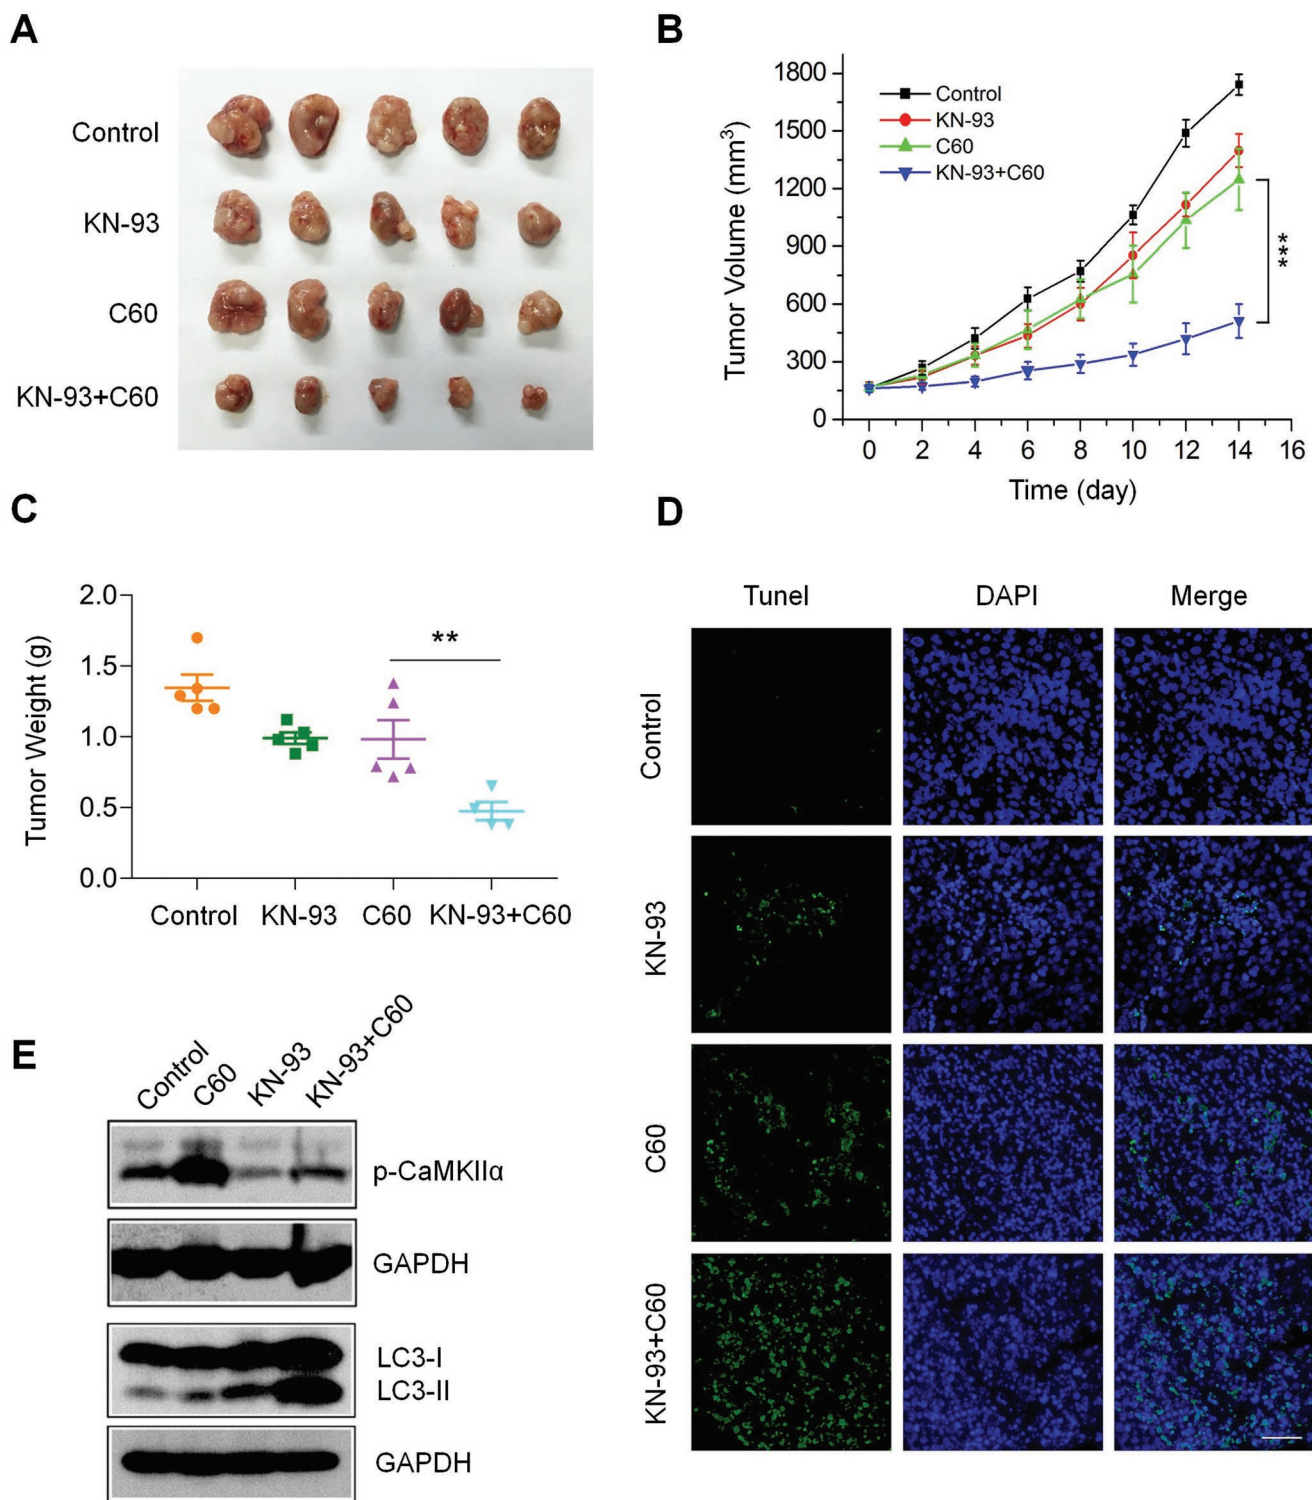 A
Control
KN-93
C60
KN-93+C60
B
Tumor Volume (mm³)
1800
1500
1200
900
600
300
0
Control
KN-93
C60
KN-93+C60
***
0 2 4 6 8 10 12 14 16
Time (day)
C
Tumor Weight (g)
2.0
1.5
1.0
0.5
0.0
**
Control KN-93 C60 KN-93+C60
D
Tunel DAPI Merge
Control
KN-93
C60
KN-93+C60
E
Control C60 KN-93 KN-93+C60
p-CaMKIIα
GAPDH
LC3-I
LC3-II
GAPDH